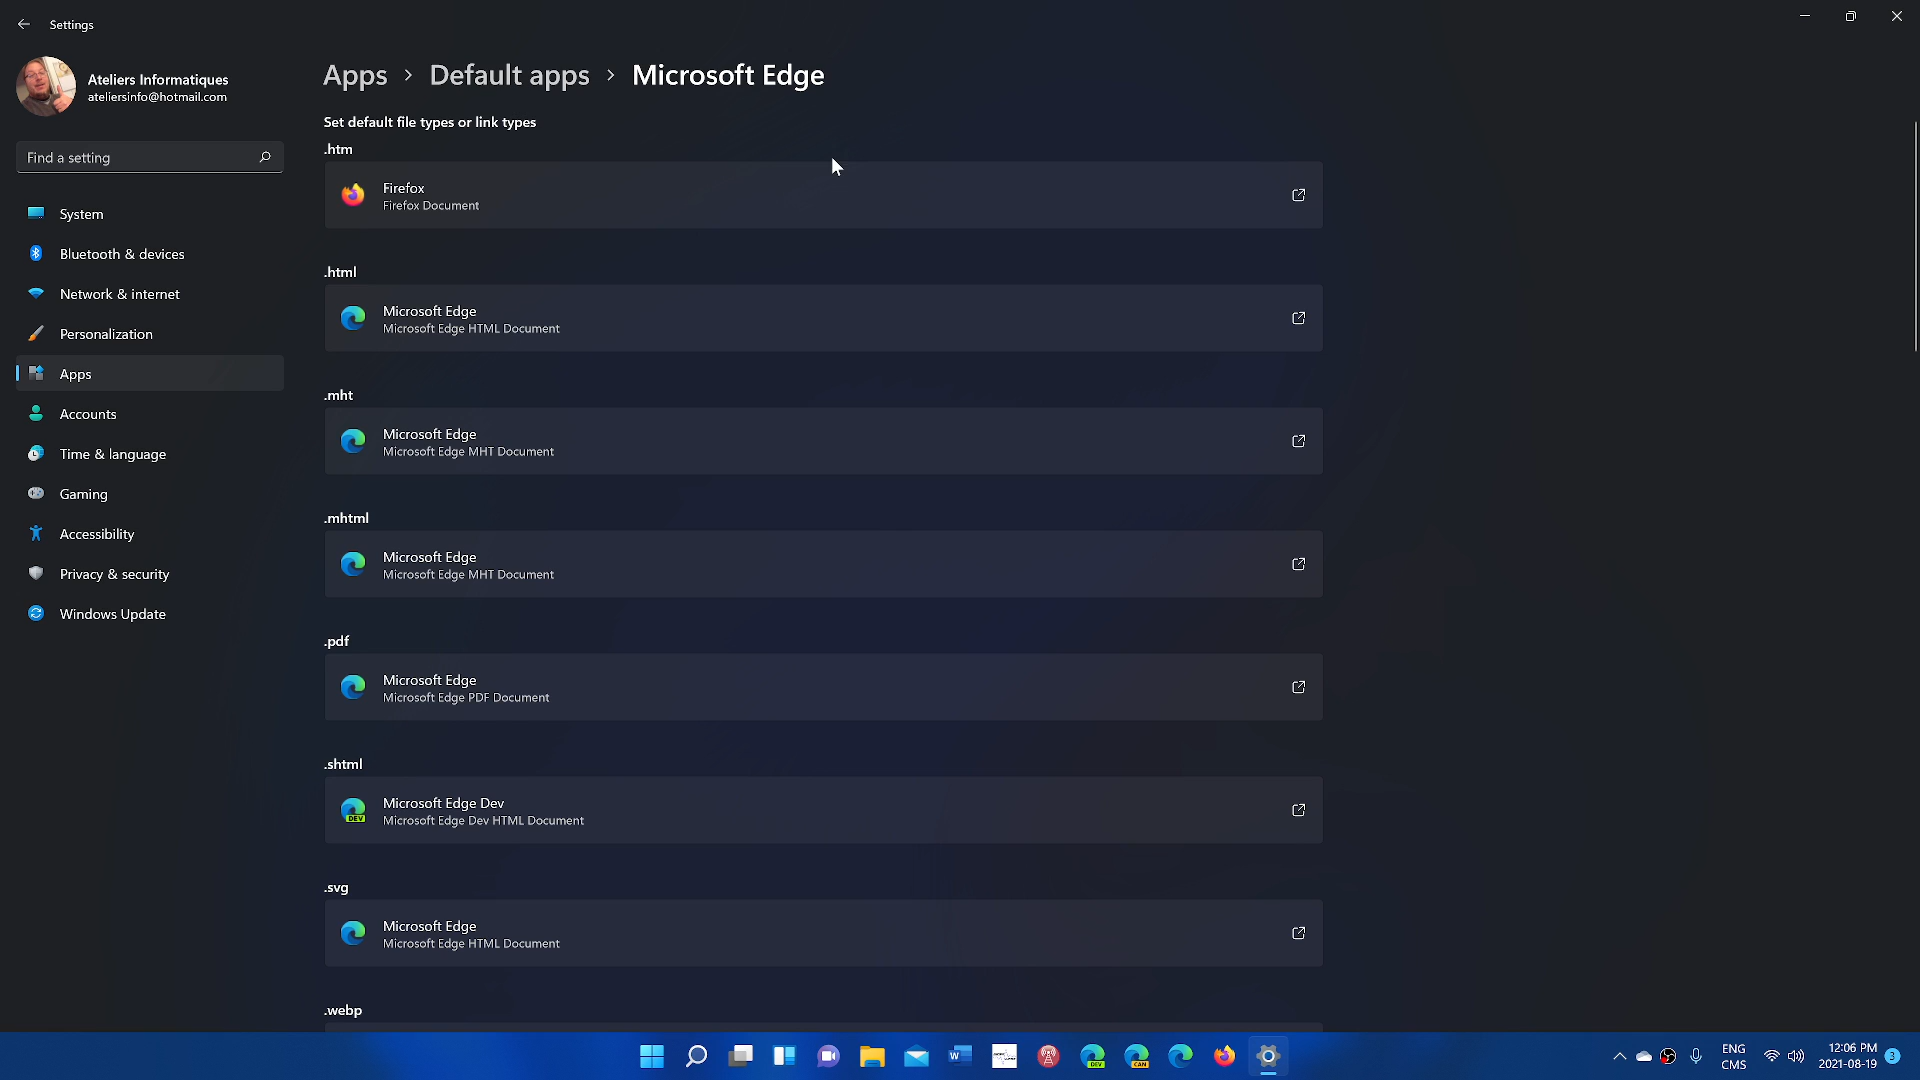 Settings
Ateliers Informatiques
ateliersinfo@hotmail.com
Find a setting
System
Bluetooth & devices
Network & internet
Personalization
Apps
Accounts
Time & language
Gaming
Accessibility
Privacy & security
Windows Update
Apps > Default apps > Microsoft Edge
Set default file types or link types
.htm
Firefox
Firefox Document
.html
Microsoft Edge
Microsoft Edge HTML Document
.mht
Microsoft Edge
Microsoft Edge MHT Document
.mhtml
Microsoft Edge
Microsoft Edge MHT Document
.pdf
Microsoft Edge
Microsoft Edge PDF Document
.shtml
DEV
Microsoft Edge Dev
Microsoft Edge Dev HTML Document
.svg
Microsoft Edge
Microsoft Edge HTML Document
.webp
W
DEV
CAN
ENG
CMS
12:06 PM
2021-08-19
3